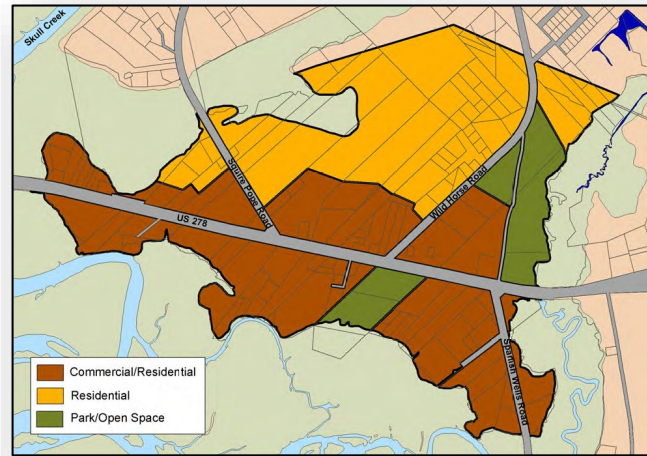 Skull Creek
Squire Pope Road
Wild Horse Road
US 278
Spanish Wells Road
Commercial/Residential
Residential
Park/Open Space